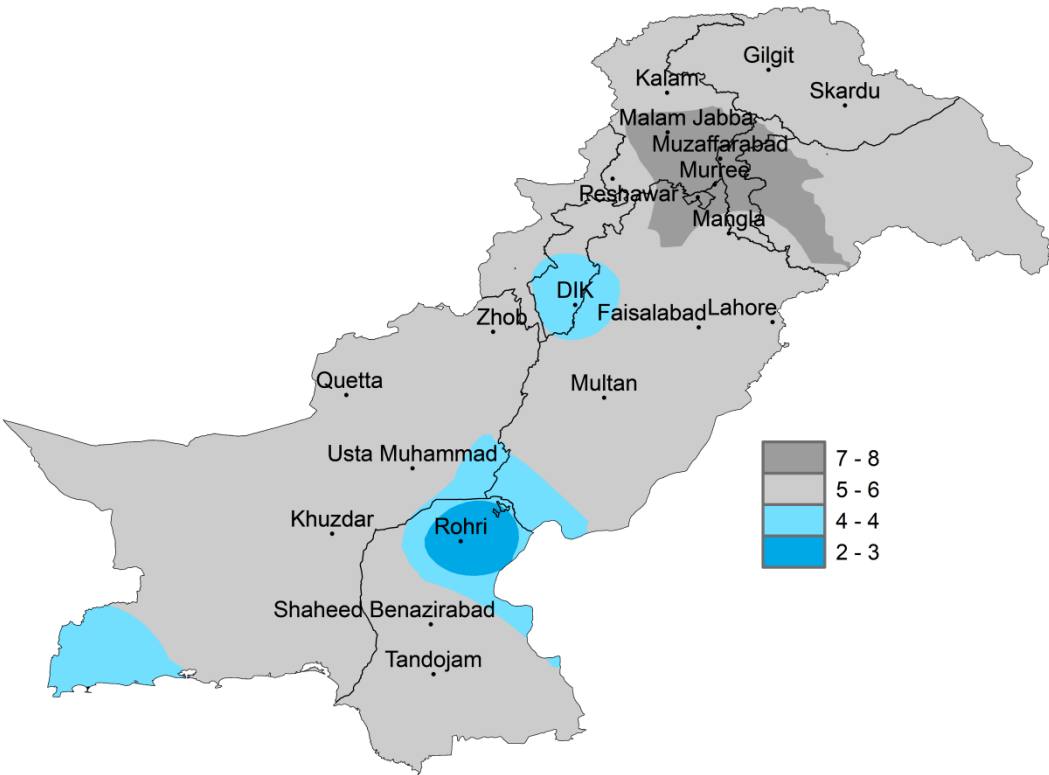 Gilgit
Kalam
Skardu
Malam Jabba
Muzaffarabad
Murree
Peshawar
Mangla
DIK
Zhob
Faisalabad
Lahore
Quetta
Multan
Usta Muhammad
7 - 8
5 - 6
4 - 4
2 - 3
Khuzdar
Rohri
Shaheed Benazirabad
Tandojam